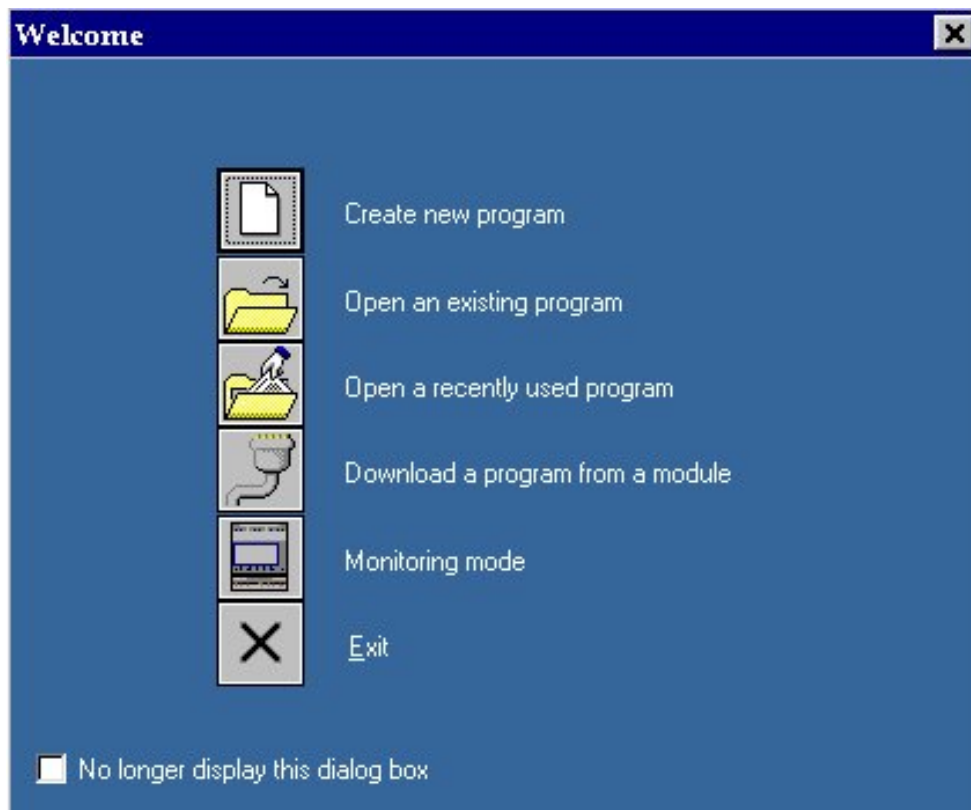 Welcome
Create new program
Open an existing program
Open a recently used program
Download a program from a module
Monitoring mode
Exit
No longer display this dialog box